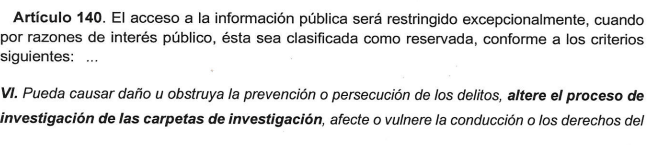 Artículo 140. El acceso a la información pública será restringido excepcionalmente, cuando
por razones de interés público, ésta sea clasificada como reservada, conforme a los criterios
siguientes: ...
VI. Pueda causar daño u obstruya la prevención o persecución de los delitos, altere el proceso de
investigación de las carpetas de investigación, afecte o vulnere la conducción o los derechos del